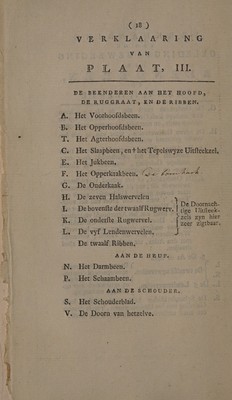 ( 18 )
VERKLAARING
VAN
PLAAT, III.
DE BEENDEREN AAN HET HOOFD,
DE RUGGRAAT, EN DE RIBBEN.
A. Het Voorhoofdsbeen.
B. Het Opperhoofdsbeen.
T. Het Agterhoofdsbeen.
C. Het Slaapbeen, en † het Tepelswyze Uitsteeksel.
E. Het Jukbeen.
F. Het Opperkaakbeen.
G. De Onderkaak.
H. De zeven Halswervelen
I. De bovenste der twaalf Rugwerv.
K. De onderste Rugwervel.
L. De vyf Lendenwervelen.
De Doornach-
tige Uitsteek-
zels zyn hier
zeer zigtbaar.
De twaalf Ribben.
AAN DE HEUP.
N. Het Darmbeen.
P. Het Schaambeen.
AAN DE SCHOUDER.
S. Het Schouderblad.
V. De Doorn van hetzelve.